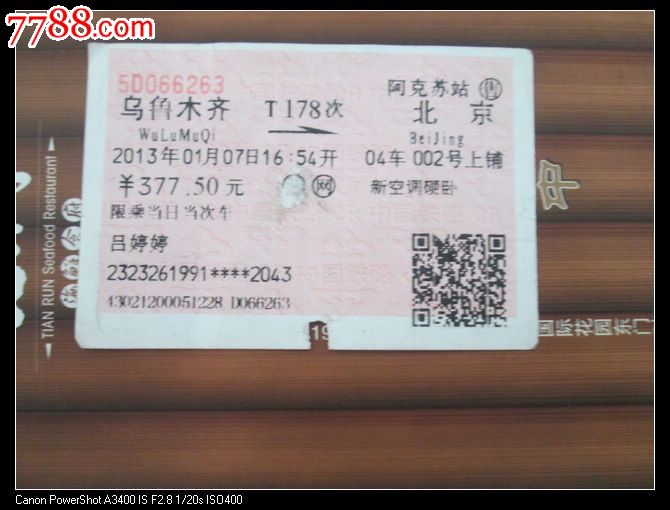 7788.com
5D066263
阿克苏站 售
乌鲁木齐 T178次 北京
WuLuMuQi BeiJing
2013年01月07日16:54开 04车 002号上铺
¥377.50元 网 新空调硬卧
限乘当日当次车
吕婷婷
2323261991****2043
43021200051228 D066263
TIAN RUN Seafood Restaurant
中
国际花园东门
Canon PowerShot A3400 IS F2.8 1/20s ISO400